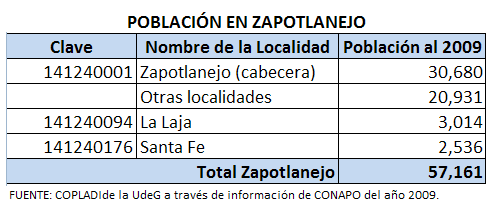 POBLACIÓN EN ZAPOTLANEJO
Clave Nombre de la Localidad Población al 2009
141240001 Zapotlanejo (cabecera) 30,680
Otras localidades 20,931
141240094 La Laja 3,014
141240176 Santa Fe 2,536
Total Zapotlanejo 57,161
FUENTE: COPLADIde la UdeG a través de información de CONAPO del año 2009.